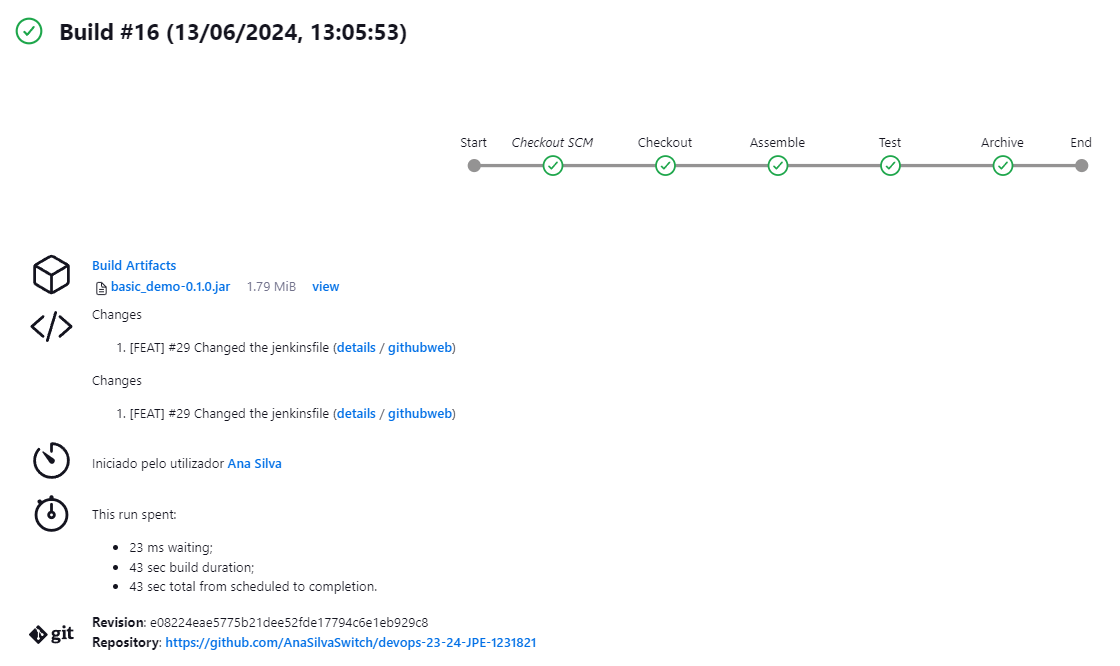 Build #16 (13/06/2024, 13:05:53)
Start Checkout SCM Checkout Assemble Test Archive End
Build Artifacts
basic_demo-0.1.0.jar 1.79 MiB view
Changes
1. [FEAT] #29 Changed the jenkinsfile (details / githubweb)
Changes
1. [FEAT] #29 Changed the jenkinsfile (details / githubweb)
Iniciado pelo utilizador Ana Silva
This run spent:
23 ms waiting;
43 sec build duration;
43 sec total from scheduled to completion.
git
Revision: e08224eae5775b21dee52fde17794c6e1eb929c8
Repository: https://github.com/AnaSilvaSwitch/devops-23-24-JPE-1231821